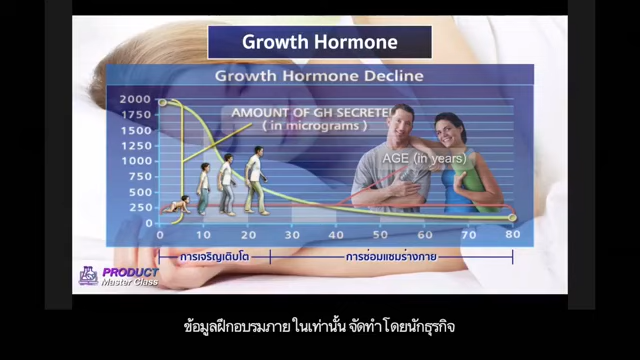 Growth Hormone
Growth Hormone Decline
AMOUNT OF GH SECRETE
( in micrograms )
AGE (in years)
2000
1750
1500
1250
1000
750
500
250
0
0 10 20 30 40 50 60 70 80
การเจริญเติบโต การซ่อมแซมร่างกาย
PRODUCT
Master Class
ข้อมูลฝึกอบรมภายในเท่านั้น จัดทำโดยนักธุรกิจ